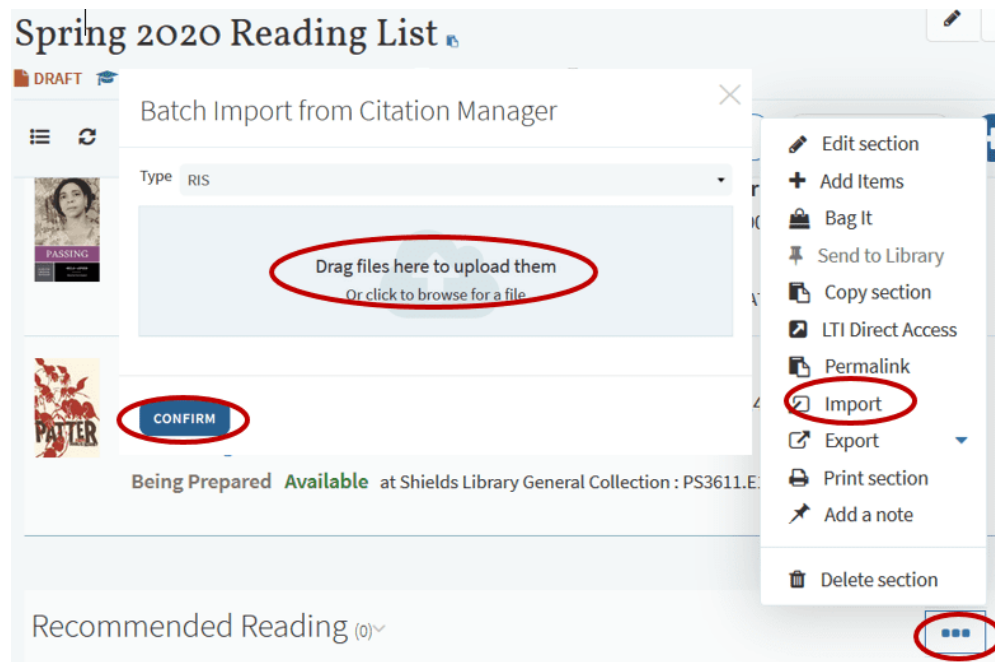 Spring 2020 Reading List
DRAFT
Batch Import from Citation Manager
Type RIS
Drag files here to upload them
Or click to browse for a file
CONFIRM
PASSING
PATTER
Being Prepared Available at Shields Library General Collection : PS3611.E
Edit section
Add Items
Bag It
Send to Library
Copy section
LTI Direct Access
Permalink
Import
Export
Print section
Add a note
Delete section
Recommended Reading (0)